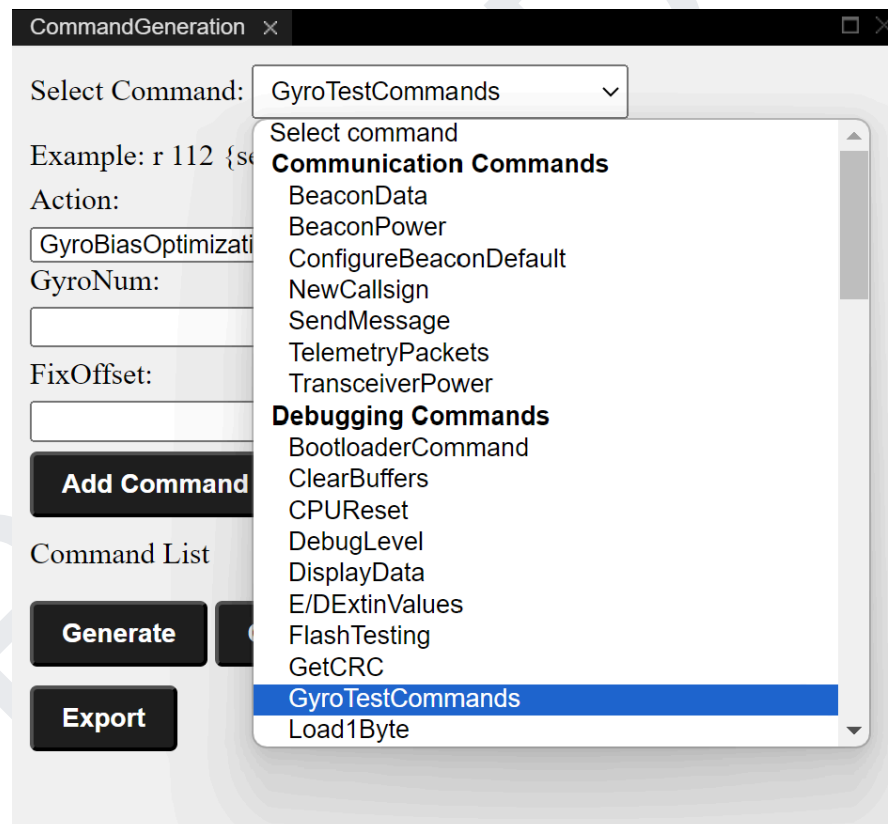 CommandGeneration
Select Command: GyroTestCommands
Select command
Example: r 112 {se
Communication Commands
Action:
BeaconData
BeaconPower
GyroBiasOptimizati
ConfigureBeaconDefault
GyroNum:
NewCallsign
SendMessage
TelemetryPackets
FixOffset:
TransceiverPower
Debugging Commands
BootloaderCommand
Add Command
ClearBuffers
CPUReset
DebugLevel
Command List
DisplayData
E/DExtinValues
Generate
FlashTesting
GetCRC
GyroTestCommands
Export
Load1Byte